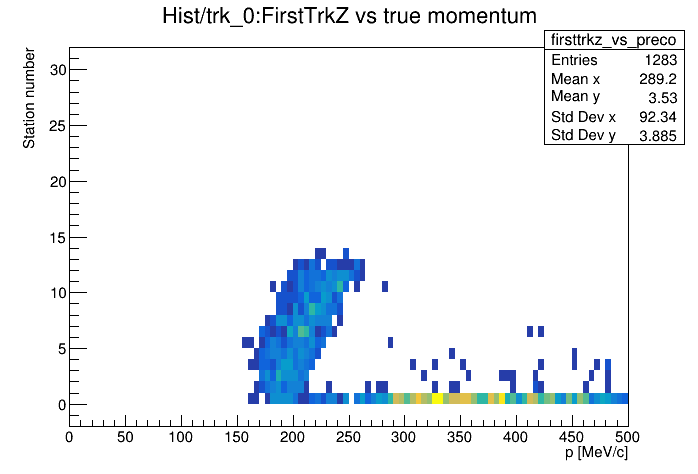 Hist/trk_0:FirstTrkZ vs true momentum
firsttrkz_vs_preco
Entries 1283
Mean x 289.2
Mean y 3.53
Std Dev x 92.34
Std Dev y 3.885
Station number
30
25
20
15
10
5
0
0 50 100 150 200 250 300 350 400 450 500
p [MeV/c]